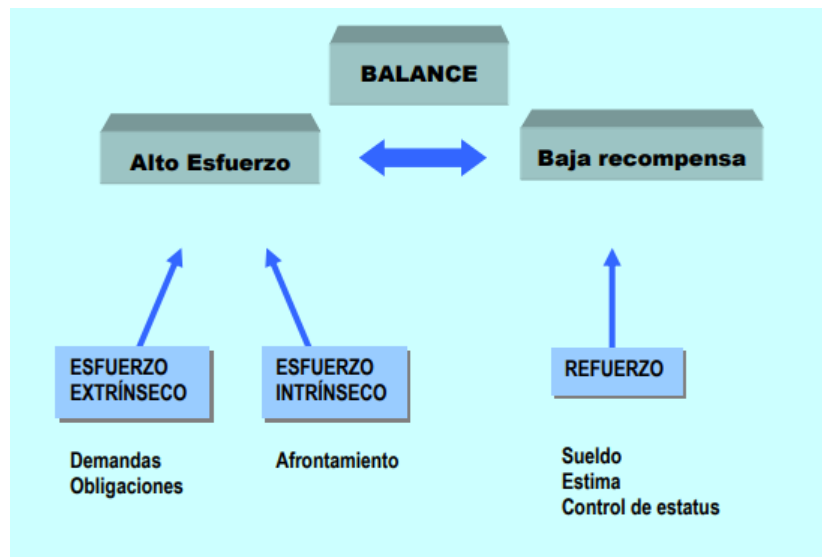 BALANCE
Alto Esfuerzo
Baja recompensa
ESFUERZO
EXTRÍNSECO
ESFUERZO
INTRÍNSECO
REFUERZO
Demandas
Obligaciones
Afrontamiento
Sueldo
Estima
Control de estatus